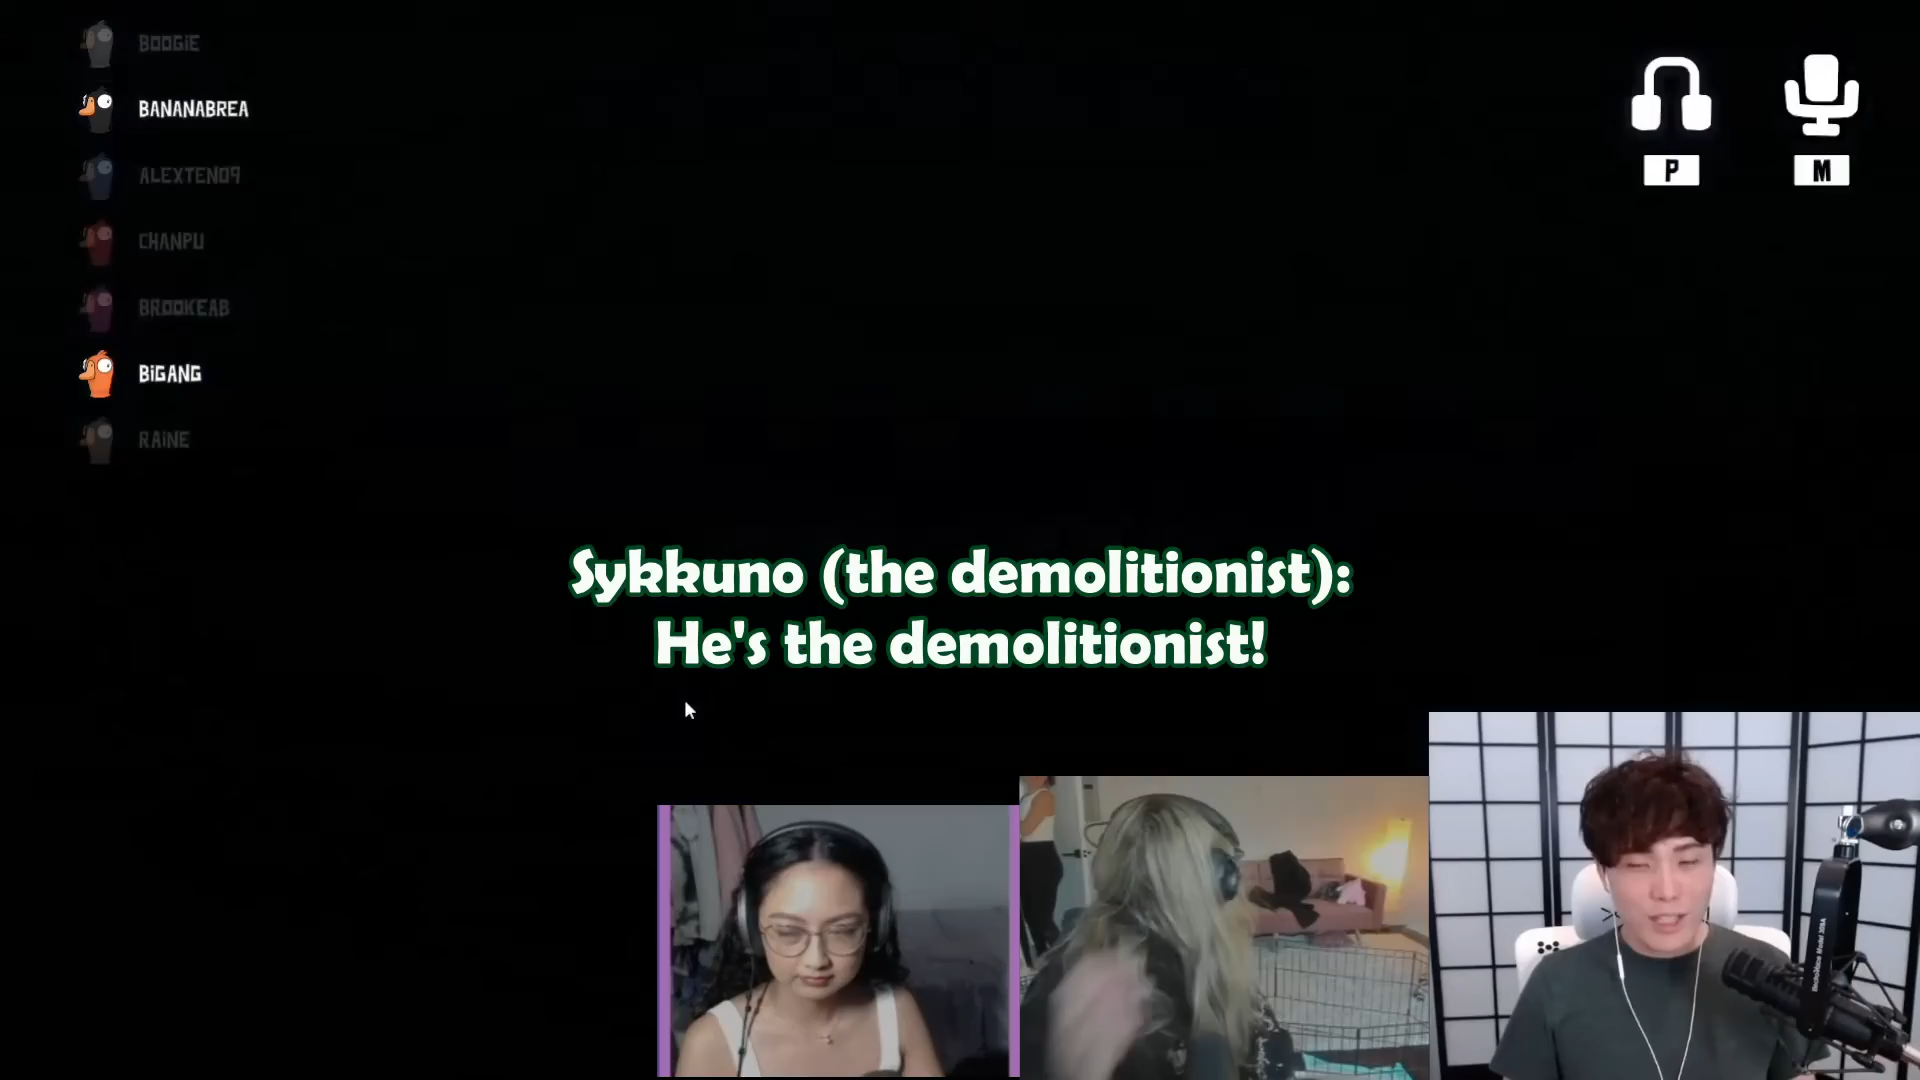 BOOGIE
BANANABREA
ALEXTEN09
CHANPU
BROOKEAB
BIGANG
RAINE
P
M
Sykkuno (the demolitionist):
He's the demolitionist!